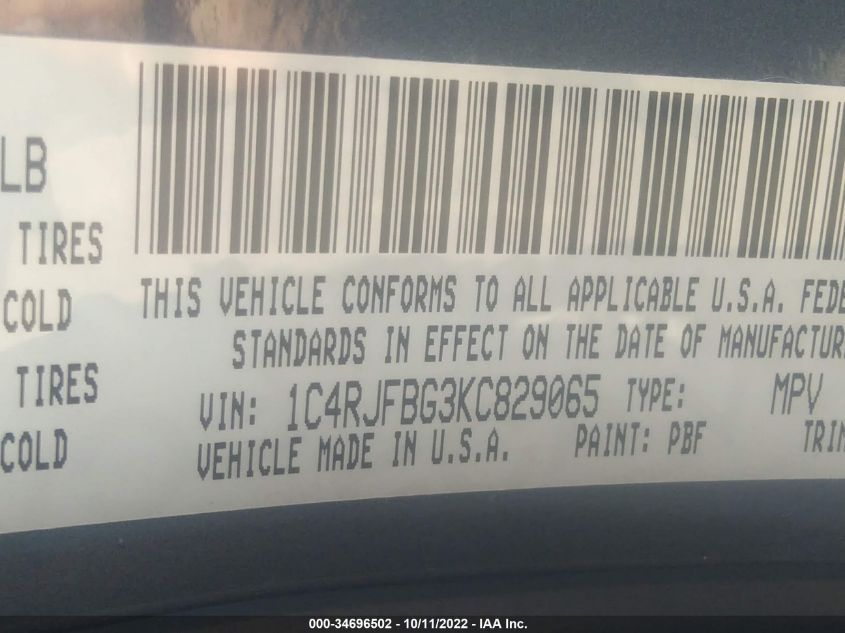 LB
TIRES
COLD
TIRES
COLD
THIS VEHICLE CONFORMS TO ALL APPLICABLE U.S.A. FEDE
STANDARDS IN EFFECT ON THE DATE OF MANUFACTUR
VIN: 1C4RJFBG3KC829065 TYPE: MPV
VEHICLE MADE IN U.S.A. PAINT: PBF TRIM
000-34696502 - 10/11/2022 - IAA Inc.